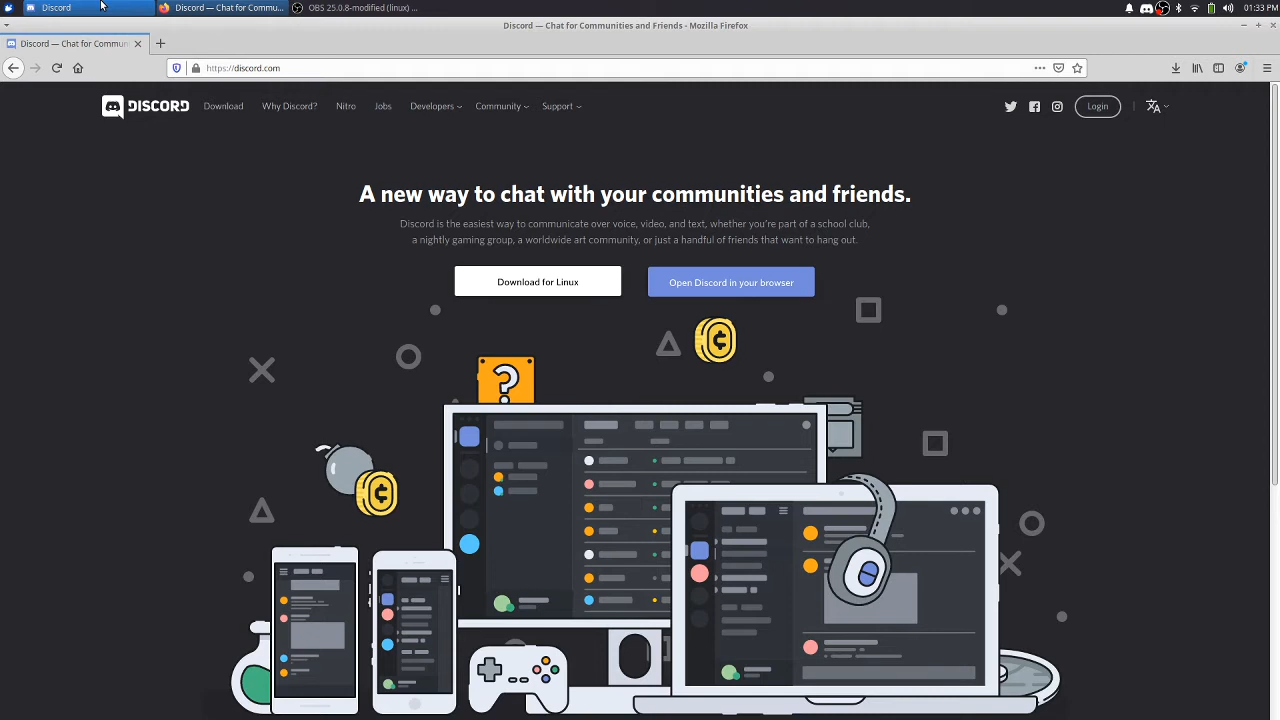 Discord
Discord — Chat for Commu...
OBS 25.0.8-modified (linux) ...
01:33 PM
Discord — Chat for Communities and Friends - Mozilla Firefox
Discord — Chat for Commun
https://discord.com
DISCORD
Download
Why Discord?
Nitro
Jobs
Developers
Community
Support
Login
A new way to chat with your communities and friends.
Discord is the easiest way to communicate over voice, video, and text, whether you're part of a school club,
a nightly gaming group, a worldwide art community, or just a handful of friends that want to hang out.
Download for Linux
Open Discord in your browser
?